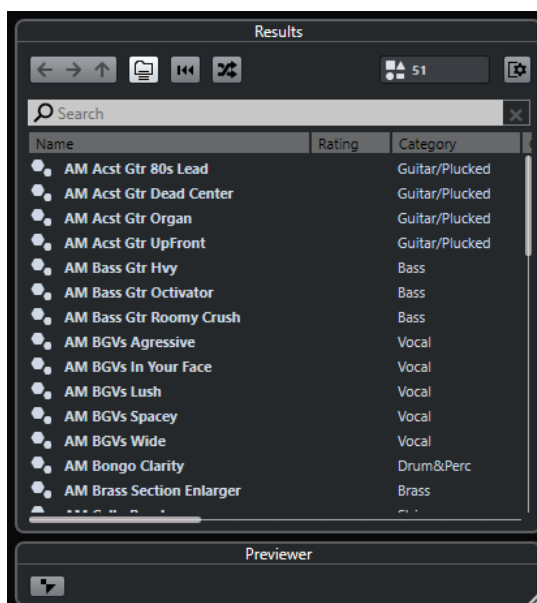 Results
51
Search
Name Rating Category
AM Acst Gtr 80s Lead Guitar/Plucked
AM Acst Gtr Dead Center Guitar/Plucked
AM Acst Gtr Organ Guitar/Plucked
AM Acst Gtr UpFront Guitar/Plucked
AM Bass Gtr Hvy Bass
AM Bass Gtr Octivator Bass
AM Bass Gtr Roomy Crush Bass
AM BGVs Agressive Vocal
AM BGVs In Your Face Vocal
AM BGVs Lush Vocal
AM BGVs Spacey Vocal
AM BGVs Wide Vocal
AM Bongo Clarity Drum&Perc
AM Brass Section Enlarger Brass
Previewer